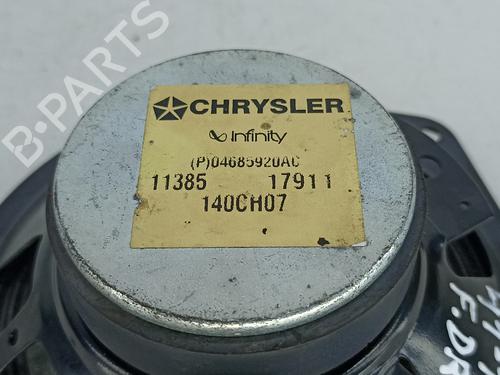 B-PARTS
CHRYSLER
Infinity
(P)04685920AC
11385 17911
140CH07